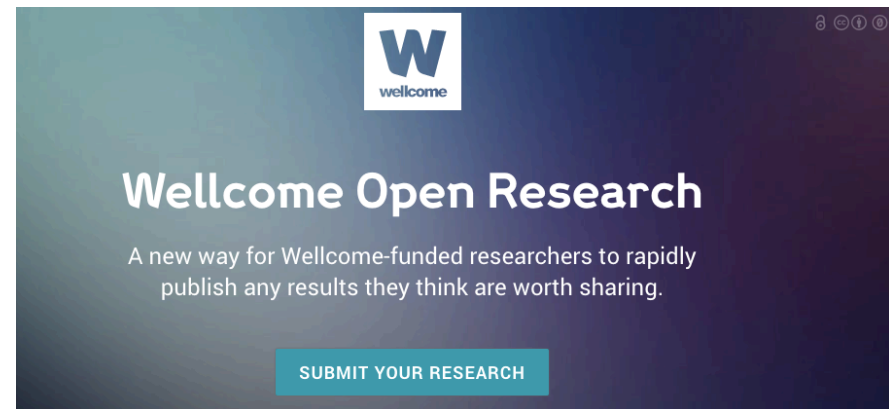 W
wellcome
Wellcome Open Research
A new way for Wellcome-funded researchers to rapidly
publish any results they think are worth sharing.
SUBMIT YOUR RESEARCH